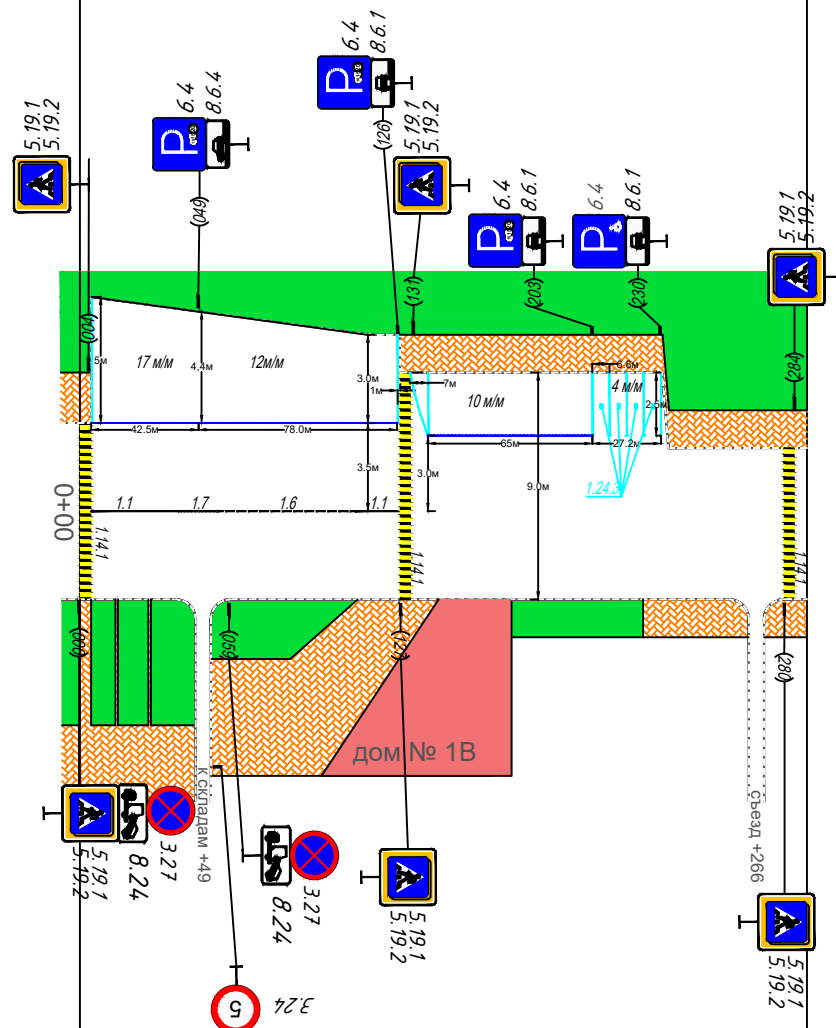 5.19.1
5.19.2
P
6.4
8.6.4
(049)
P
6.4
8.6.1
(126)
5.19.1
5.19.2
(131)
P
6.4
8.6.1
(203)
P
6.4
8.6.1
(230)
5.19.1
5.19.2
(284)
(004)
5м
17 м/м
4.4м
12м/м
3.0м
1м
7м
10 м/м
6.8м
4 м/м
2.5м
42.5м
78.0м
65м
27.2м
3.5м
3.0м
9.0м
1.24.3
0+00
1.1
1.7
1.6
1.1
1.14.1
1.14.1
1.14.1
(000)
(059)
(127)
(280)
дом № 1В
к складам +49
съезд +266
5.19.1
5.19.2
8.24
3.27
8.24
3.27
5.19.1
5.19.2
5.19.1
5.19.2
5
3.24